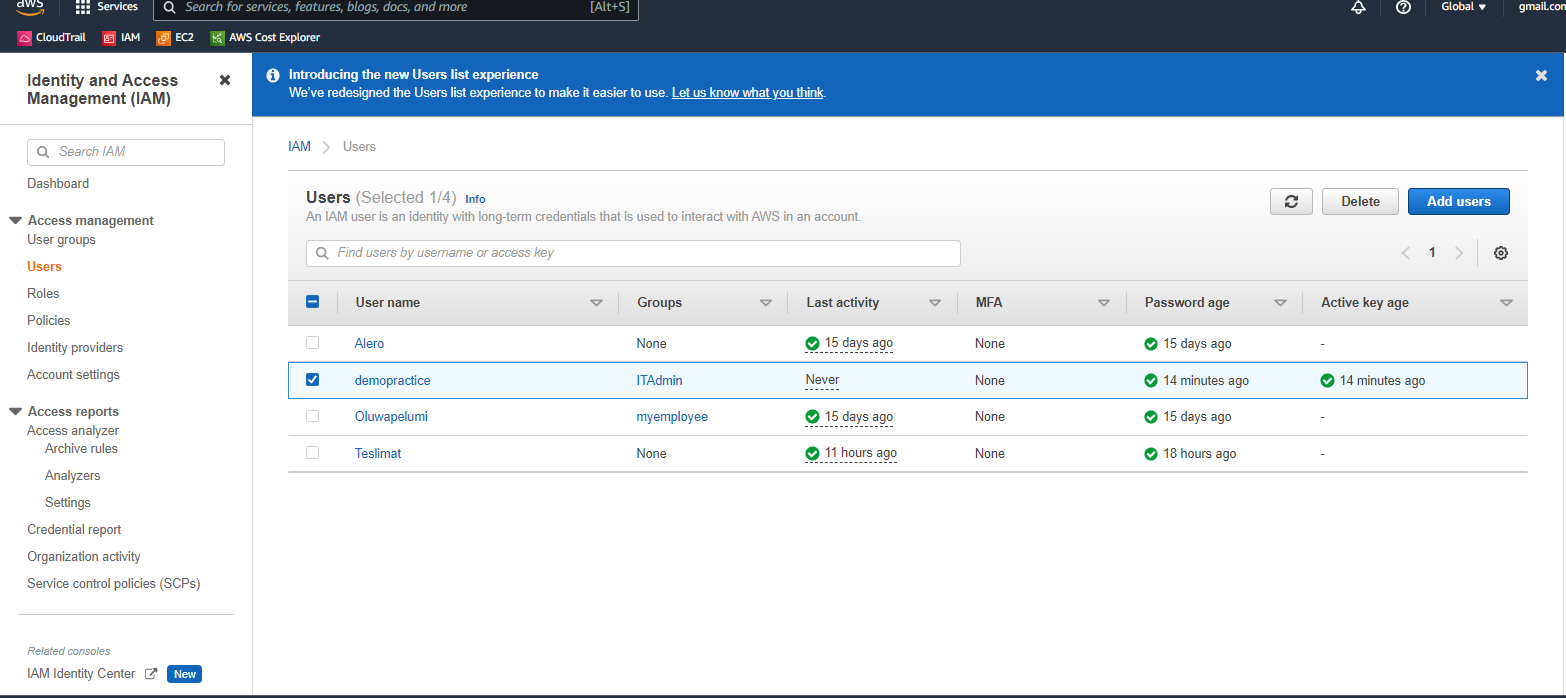 aws
Services
Search for services, features, blogs, docs, and more
[Alt+S]
Global
gmail.com
CloudTrail
IAM
EC2
AWS Cost Explorer
Identity and Access Management (IAM)
Search IAM
Dashboard
Access management
User groups
Users
Roles
Policies
Identity providers
Account settings
Access reports
Access analyzer
Archive rules
Analyzers
Settings
Credential report
Organization activity
Service control policies (SCPs)
Related consoles
IAM Identity Center
New
Introducing the new Users list experience
We've redesigned the Users list experience to make it easier to use. Let us know what you think.
IAM > Users
Users (Selected 1/4) Info
An IAM user is an identity with long-term credentials that is used to interact with AWS in an account.
Delete
Add users
Find users by username or access key
1
User name Groups Last activity MFA Password age Active key age
Alero None 15 days ago None 15 days ago -
demopractice ITAdmin Never None 14 minutes ago 14 minutes ago
Oluwapelumi myemployee 15 days ago None 15 days ago -
Teslimat None 11 hours ago None 18 hours ago -